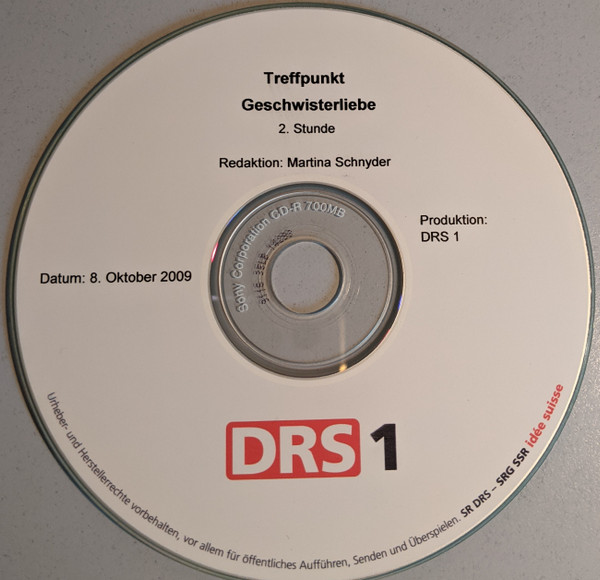 Treffpunkt
Geschwisterliebe
2. Stunde
Redaktion: Martina Schnyder
Sony Corporation CD-R 700MB
Produktion:
DRS 1
Datum: 8. Oktober 2009
DRS 1
Urheber- und Herstellerrechte vorbehalten, vor allem für öffentliches Aufführen, Senden und Überspielen. SR DRS – SRG SSR idée suisse